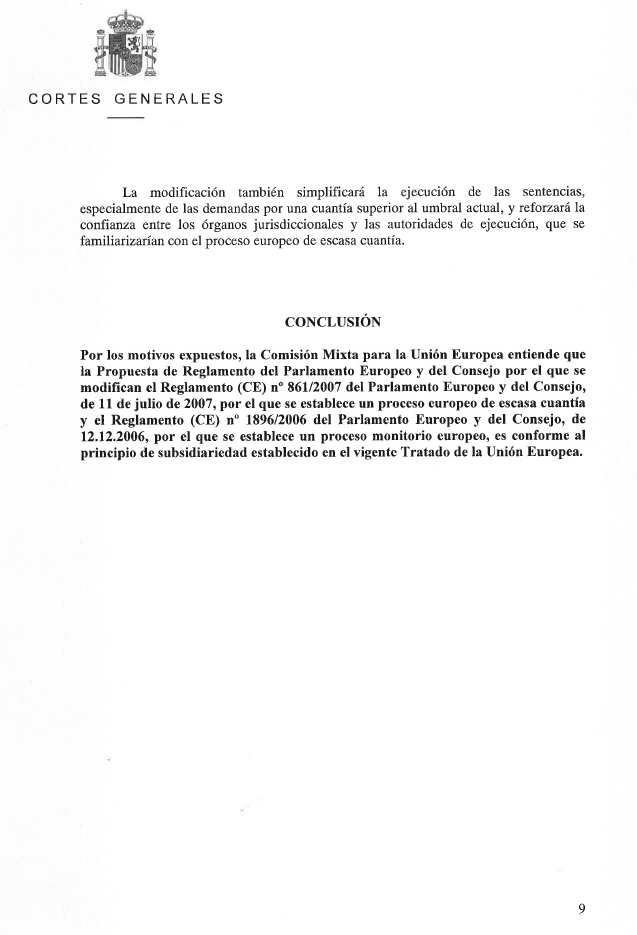 CORTES GENERALES
La modificación también simplificará la ejecución de las sentencias,
especialmente de las demandas por una cuantía superior al umbral actual, y reforzará la
confianza entre los órganos jurisdiccionales y las autoridades de ejecución, que se
familiarizarían con el proceso europeo de escasa cuantía.
CONCLUSIÓN
Por los motivos expuestos, la Comisión Mixta para la Unión Europea entiende que
la Propuesta de Reglamento del Parlamento Europeo y del Consejo por el que se
modifican el Reglamento (CE) nº 861/2007 del Parlamento Europeo y del Consejo,
de 11 de julio de 2007, por el que se establece un proceso europeo de escasa cuantía
y el Reglamento (CE) nº 1896/2006 del Parlamento Europeo y del Consejo, de
12.12.2006, por el que se establece un proceso monitorio europeo, es conforme al
principio de subsidiariedad establecido en el vigente Tratado de la Unión Europea.
9